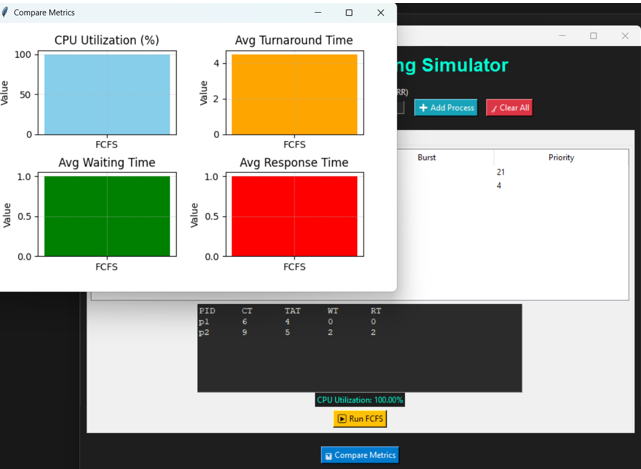 Compare Metrics
CPU Utilization (%)
100
50
0
Value
FCFS
Avg Turnaround Time
4
2
0
Value
FCFS
Avg Waiting Time
1.0
0.5
0.0
Value
FCFS
Avg Response Time
1.0
0.5
0.0
Value
FCFS
ng Simulator
RR)
Add Process
Clear All
Burst Priority
21
4
PID CT TAT WT RT
p1 6 4 0 0
p2 9 5 2 2
CPU Utilization: 100.00%
Run FCFS
Compare Metrics